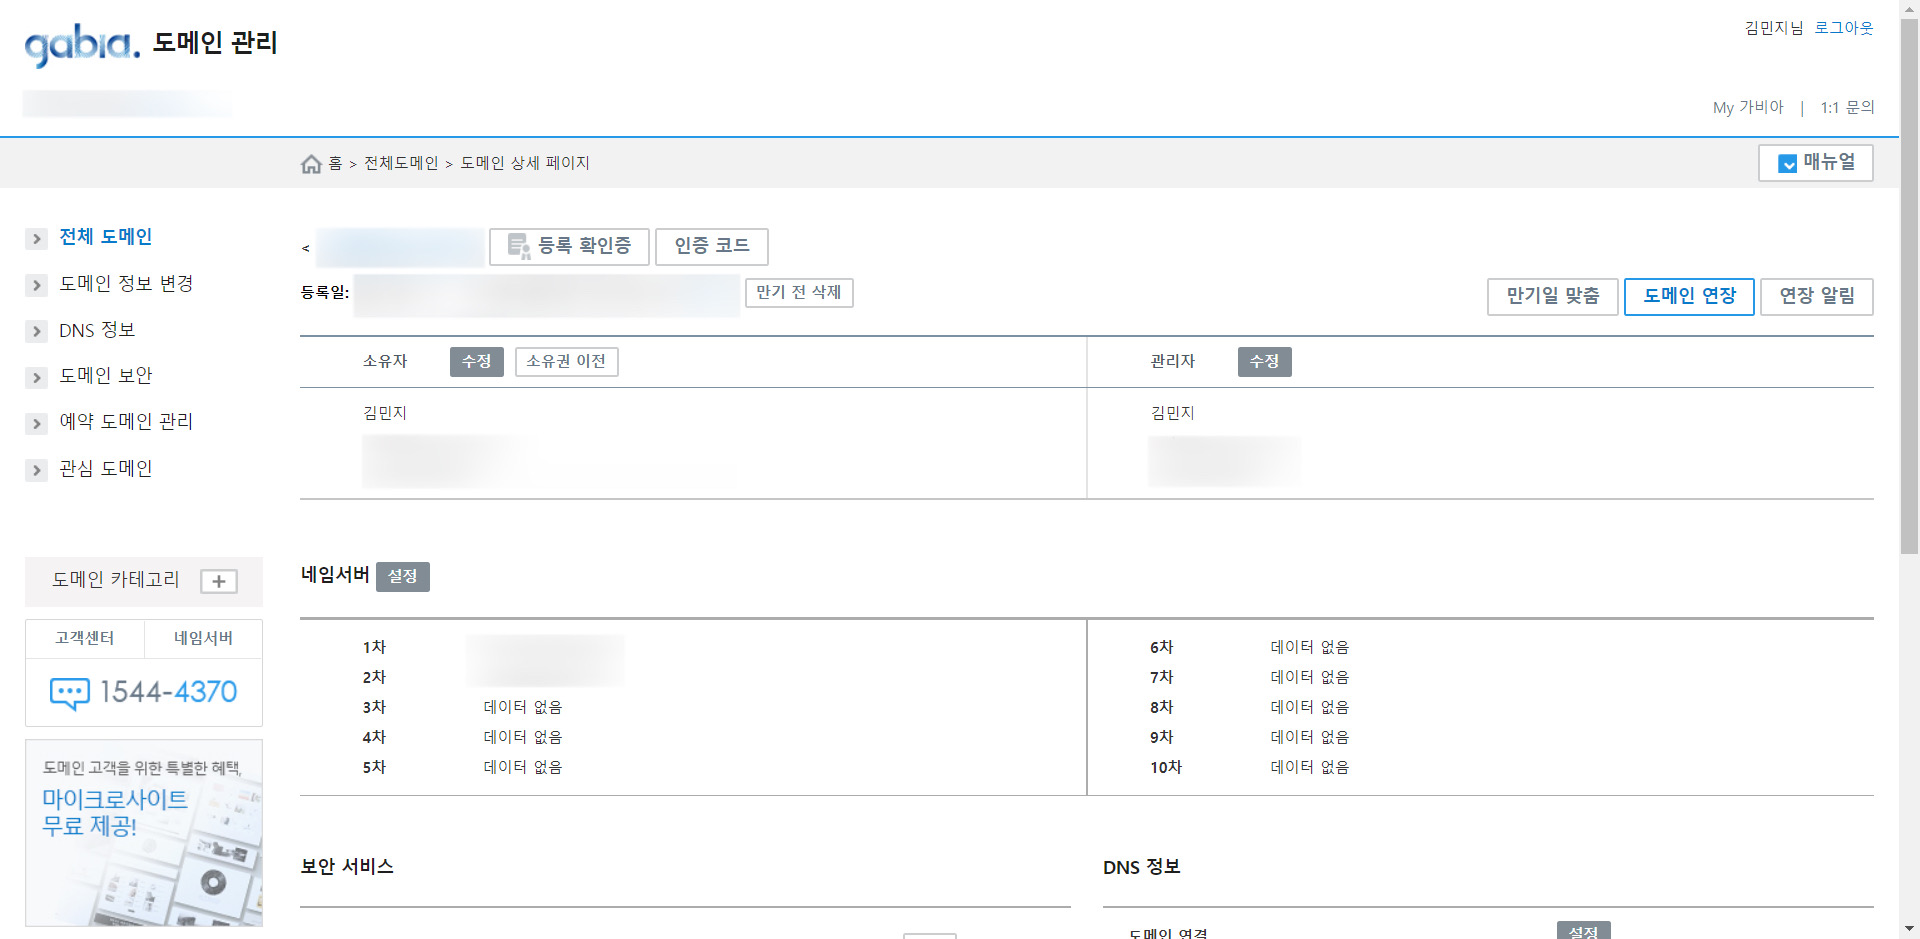 gabia. 도메인 관리
김민지님 로그아웃
My 가비아 | 1:1 문의
홈 > 전체도메인 > 도메인 상세 페이지
매뉴얼
전체 도메인
도메인 정보 변경
DNS 정보
도메인 보안
예약 도메인 관리
관심 도메인
도메인 카테고리
고객센터 네임서버
1544-4370
도메인 고객을 위한 특별한 혜택,
마이크로사이트
무료 제공!
< 등록 확인증 인증 코드
등록일: 만기 전 삭제
만기일 맞춤 도메인 연장 연장 알림
소유자 수정 소유권 이전
관리자 수정
김민지
김민지
네임서버 설정
1차
2차
3차 데이터 없음
4차 데이터 없음
5차 데이터 없음
6차 데이터 없음
7차 데이터 없음
8차 데이터 없음
9차 데이터 없음
10차 데이터 없음
보안 서비스
DNS 정보
도메인 연결 설정